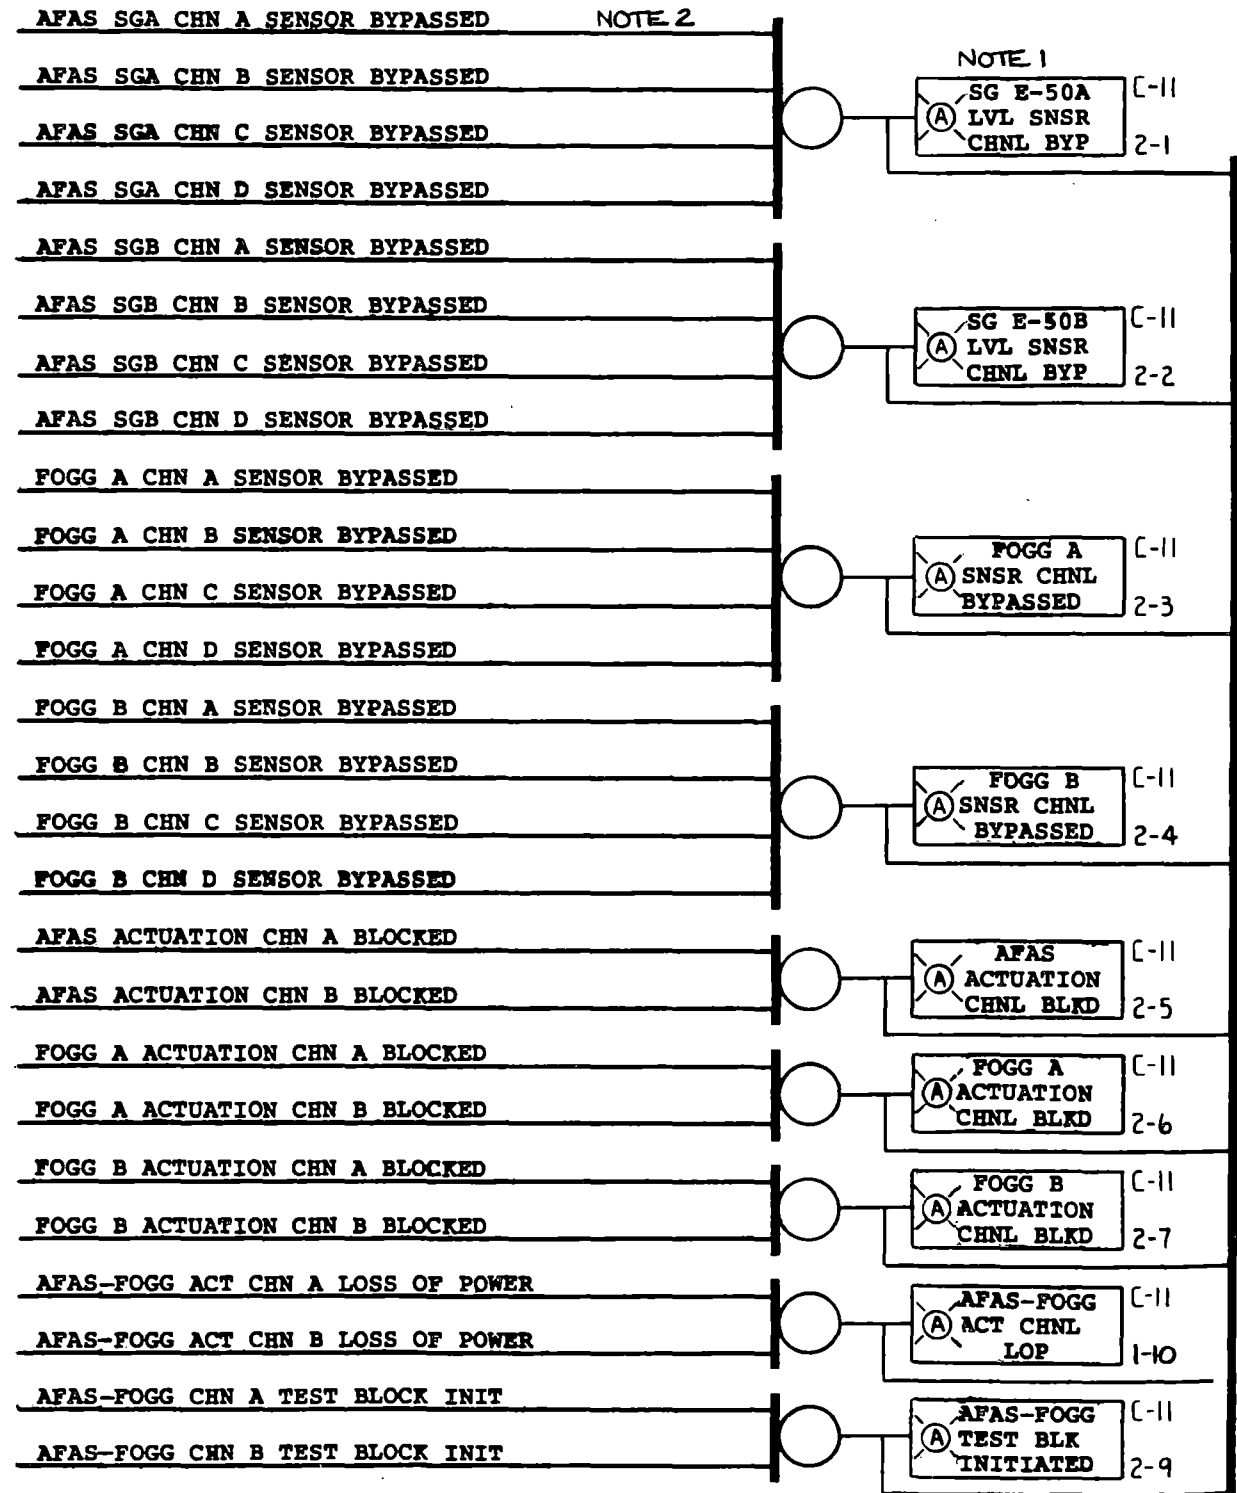 AFAS SGA CHN A SENSOR BYPASSED
NOTE 2
AFAS SGA CHN B SENSOR BYPASSED
AFAS SGA CHN C SENSOR BYPASSED
AFAS SGA CHN D SENSOR BYPASSED
NOTE 1
A
SG E-50A
LVL SNSR
CHNL BYP
C-11
2-1
AFAS SGB CHN A SENSOR BYPASSED
AFAS SGB CHN B SENSOR BYPASSED
AFAS SGB CHN C SENSOR BYPASSED
AFAS SGB CHN D SENSOR BYPASSED
A
SG E-50B
LVL SNSR
CHNL BYP
C-11
2-2
FOGG A CHN A SENSOR BYPASSED
FOGG A CHN B SENSOR BYPASSED
FOGG A CHN C SENSOR BYPASSED
FOGG A CHN D SENSOR BYPASSED
A
FOGG A
SNSR CHNL
BYPASSED
C-11
2-3
FOGG B CHN A SENSOR BYPASSED
FOGG B CHN B SENSOR BYPASSED
FOGG B CHN C SENSOR BYPASSED
FOGG B CHN D SENSOR BYPASSED
A
FOGG B
SNSR CHNL
BYPASSED
C-11
2-4
AFAS ACTUATION CHN A BLOCKED
AFAS ACTUATION CHN B BLOCKED
A
AFAS
ACTUATION
CHNL BLKD
C-11
2-5
FOGG A ACTUATION CHN A BLOCKED
FOGG A ACTUATION CHN B BLOCKED
A
FOGG A
ACTUATION
CHNL BLKD
C-11
2-6
FOGG B ACTUATION CHN A BLOCKED
FOGG B ACTUATION CHN B BLOCKED
A
FOGG B
ACTUATION
CHNL BLKD
C-11
2-7
AFAS-FOGG ACT CHN A LOSS OF POWER
AFAS-FOGG ACT CHN B LOSS OF POWER
A
AFAS-FOGG
ACT CHNL
LOP
C-11
1-10
AFAS-FOGG CHN A TEST BLOCK INIT
AFAS-FOGG CHN B TEST BLOCK INIT
A
AFAS-FOGG
TEST BLK
INITIATED
C-11
2-9